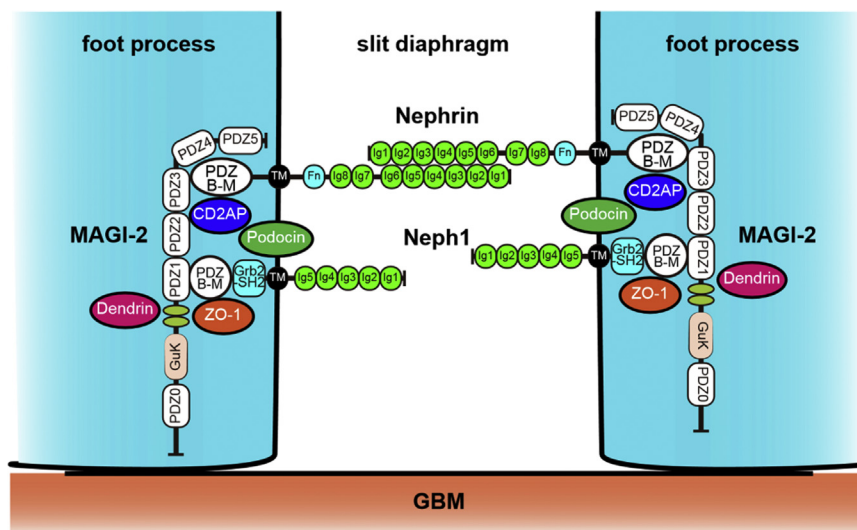 foot process
slit diaphragm
foot process
Nephrin
PDZ4
PDZ5
PDZ3
PDZ
B-M
TM
Fn
Ig8
Ig7
Ig6
Ig5
Ig4
Ig3
Ig2
Ig1
Ig1
Ig2
Ig3
Ig4
Ig5
Ig6
Ig7
Ig8
Fn
TM
PDZ
B-M
PDZ5
PDZ4
PDZ3
CD2AP
CD2AP
MAGI-2
PDZ2
Podocin
Neph1
Podocin
PDZ2
MAGI-2
PDZ1
PDZ
B-M
Grb2
-SH2
TM
Ig5
Ig4
Ig3
Ig2
Ig1
Ig1
Ig2
Ig3
Ig4
Ig5
TM
Grb2
-SH2
PDZ
B-M
PDZ1
Dendrin
ZO-1
ZO-1
Dendrin
GuK
GuK
PDZ0
PDZ0
GBM